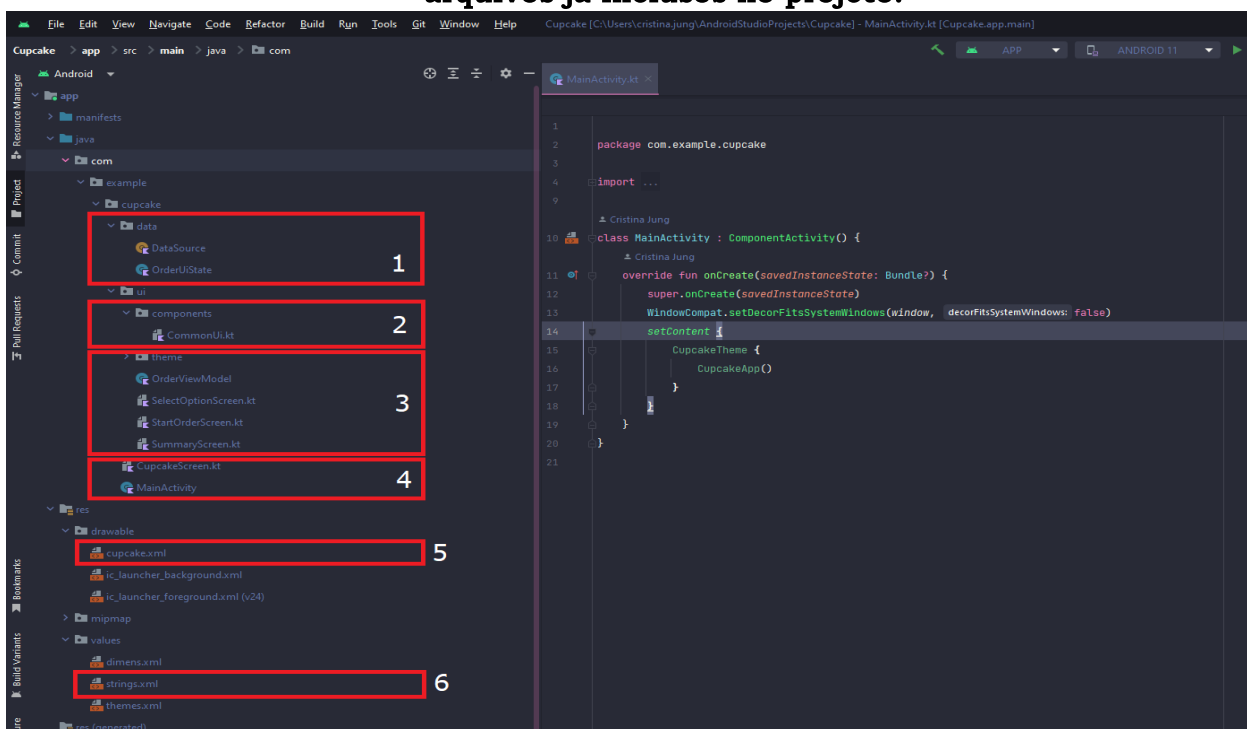 arquivos já inclusos no projeto.
File Edit View Navigate Code Refactor Build Run Tools Git Window Help Cupcake [C:\Users\cristina.jung\AndroidStudioProjects\Cupcake] - MainActivity.kt [Cupcake.app.main]
Cupcake > app > src > main > java > com
APP
ANDROID 11
Resource Manager
Project
Commit
Pull Requests
Bookmarks
Build Variants
Android
app
manifests
java
com
example
cupcake
data
DataSource
OrderUiState
1
ui
components
CommonUi.kt
2
theme
OrderViewModel
SelectOptionScreen.kt
StartOrderScreen.kt
SummaryScreen.kt
3
CupcakeScreen.kt
MainActivity
4
res
drawable
cupcake.xml
5
ic_launcher_background.xml
ic_launcher_foreground.xml (v24)
mipmap
values
dimens.xml
strings.xml
6
themes.xml
res (generated)
MainActivity.kt
1
2 package com.example.cupcake
3
4 import ...
9
Cristina Jung
10 class MainActivity : ComponentActivity() {
Cristina Jung
11 override fun onCreate(savedInstanceState: Bundle?) {
12 super.onCreate(savedInstanceState)
13 WindowCompat.setDecorFitsSystemWindows(window, decorFitsSystemWindows: false)
14 setContent {
15 CupcakeTheme {
16 CupcakeApp()
17 }
18 }
19 }
20 }
21